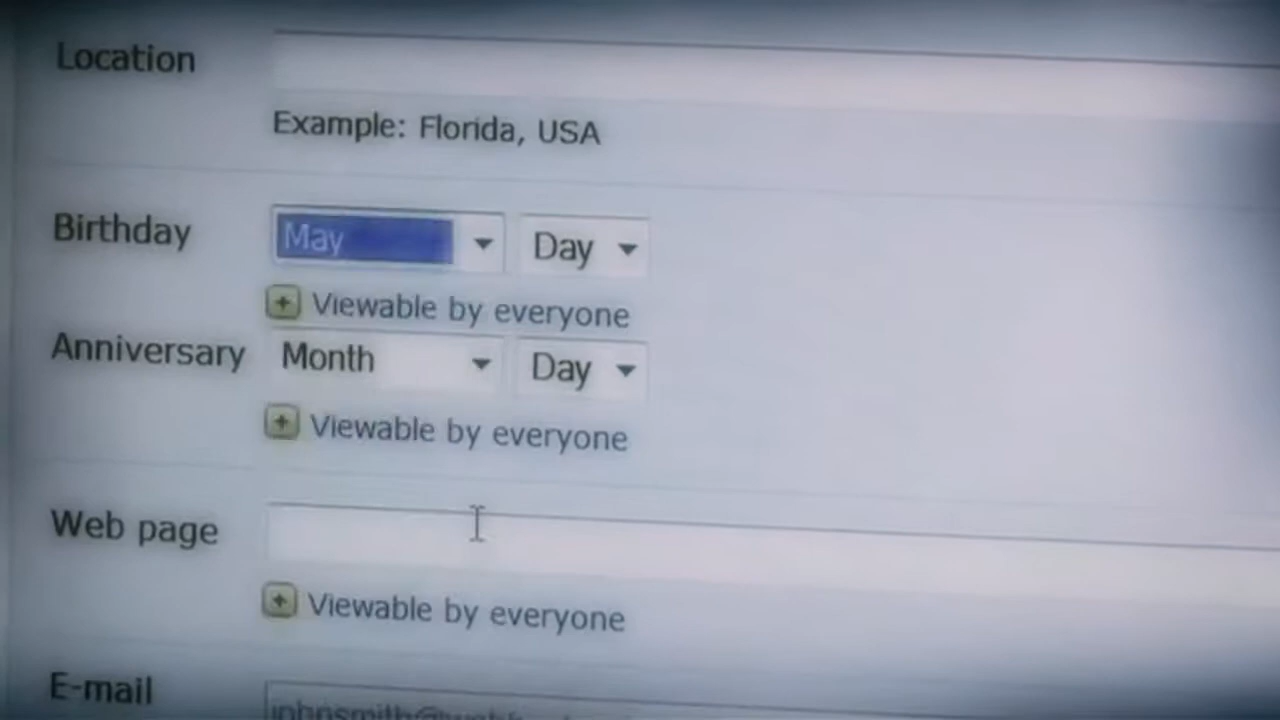 Location
Example: Florida, USA
Birthday May Day
Viewable by everyone
Anniversary Month Day
Viewable by everyone
Web page
Viewable by everyone
E-mail